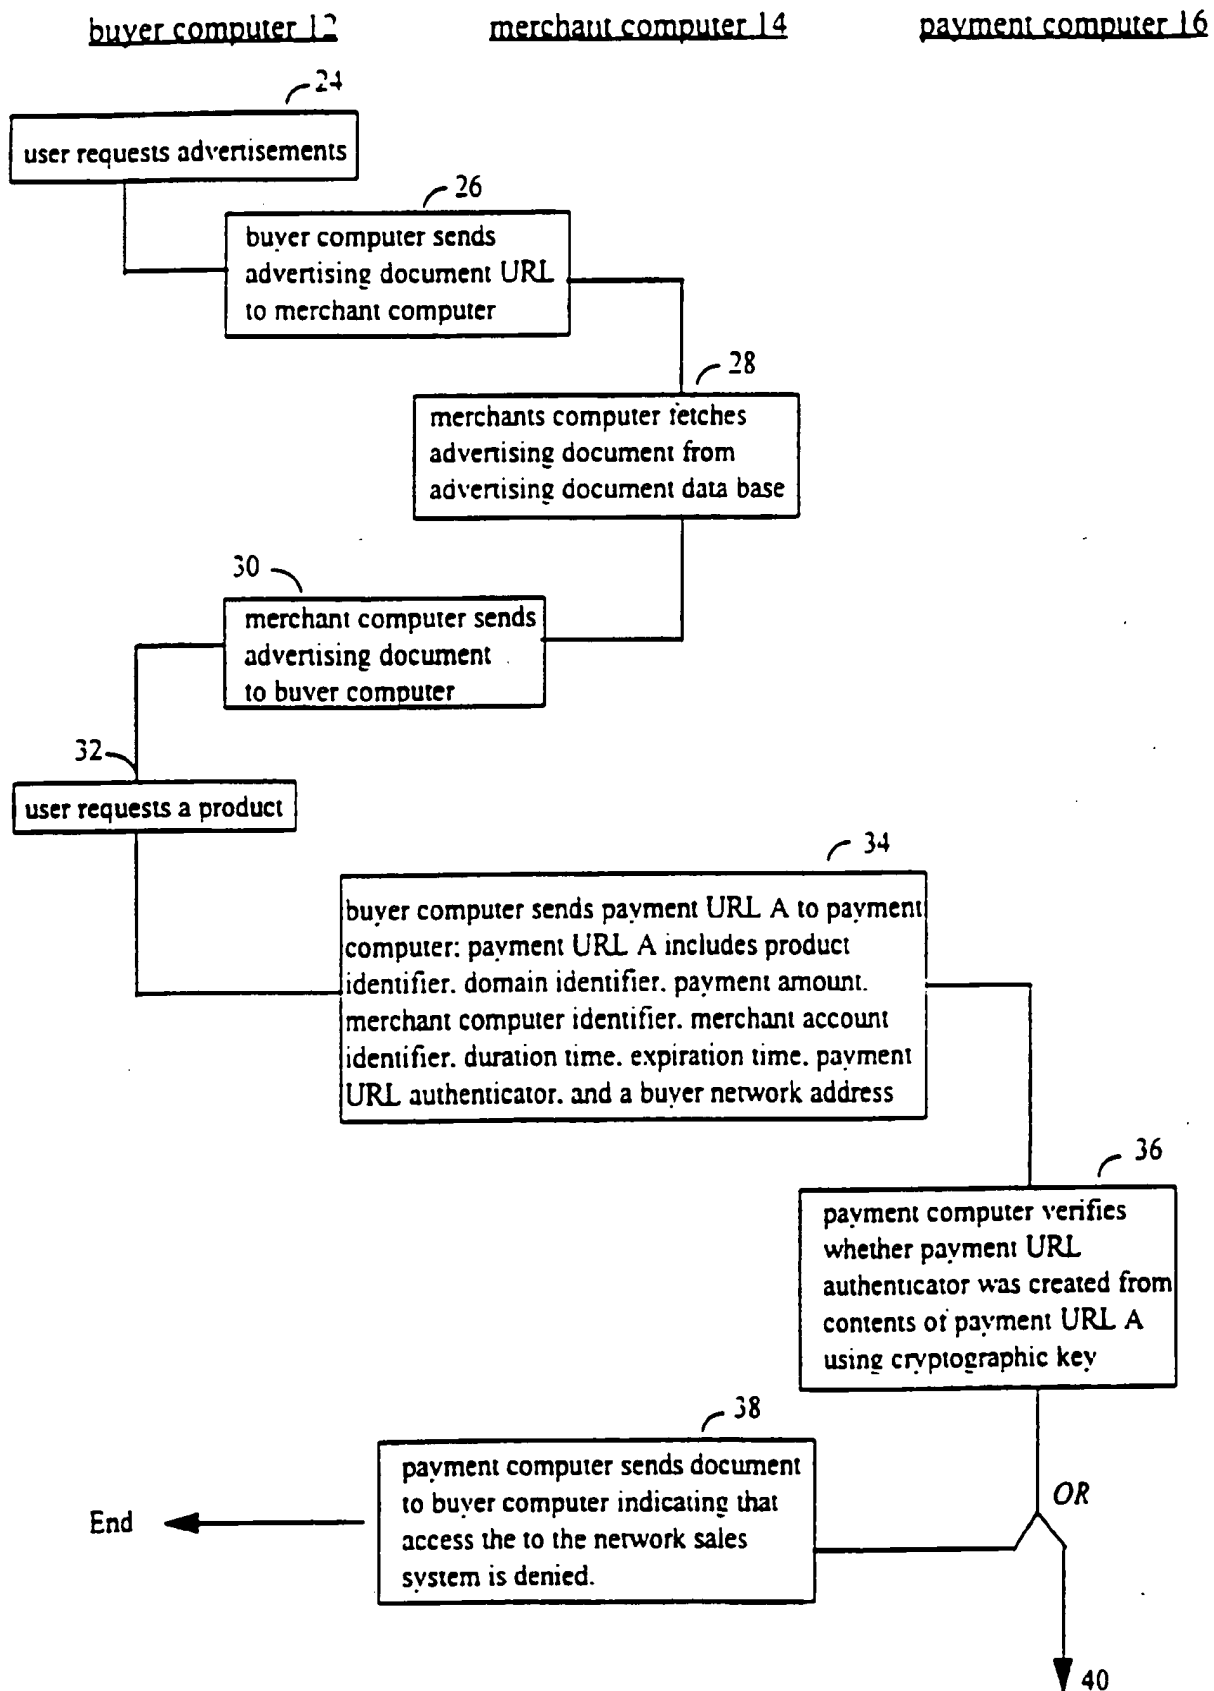 buyer computer 12
merchant computer 14
payment computer 16
24
user requests advertisements
26
buyer computer sends
advertising document URL
to merchant computer
28
merchants computer fetches
advertising document from
advertising document data base
30
merchant computer sends
advertising document
to buyer computer
32
user requests a product
34
buyer computer sends payment URL A to payment
computer: payment URL A includes product
identifier. domain identifier. payment amount.
merchant computer identifier. merchant account
identifier. duration time. expiration time. payment
URL authenticator. and a buyer network address
36
payment computer verifies
whether payment URL
authenticator was created from
contents of payment URL A
using cryptographic key
38
payment computer sends document
to buyer computer indicating that
access the to the network sales
system is denied.
End
OR
40